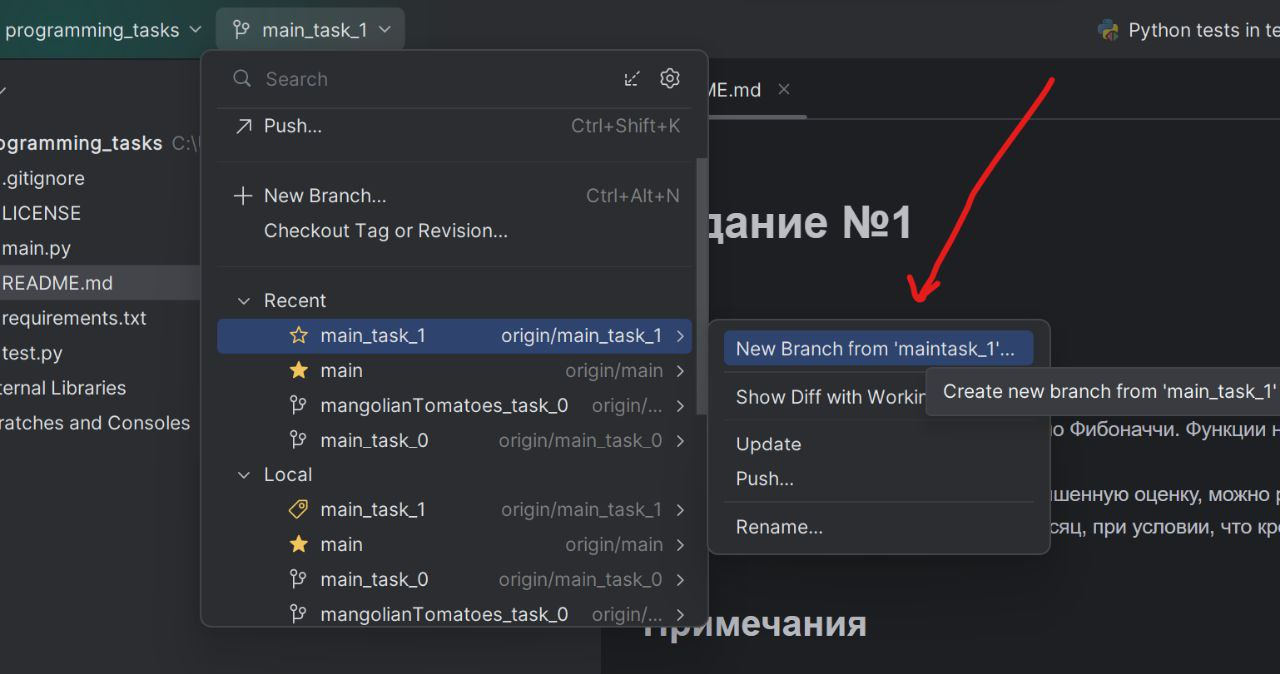 programming_tasks
main_task_1
Python tests in te
Search
ME.md
Push... Ctrl+Shift+K
ogramming_tasks C:\
.gitignore
New Branch... Ctrl+Alt+N
LICENSE
Checkout Tag or Revision...
дание №1
main.py
README.md
Recent
requirements.txt
main_task_1 origin/main_task_1
New Branch from 'maintask_1'...
test.py
main origin/main
ternal Libraries
Show Diff with Workin
Create new branch from 'main_task_1'
mangolianTomatoes_task_0 origin/...
ratches and Consoles
о Фибоначчи. Функции н
main_task_0 origin/main_task_0
Update
Local
Push...
шенную оценку, можно р
main_task_1 origin/main_task_1
Rename...
сяц, при условии, что кр
main origin/main
main_task_0 origin/main_task_0
mangolianTomatoes_task_0 origin/...
Примечания